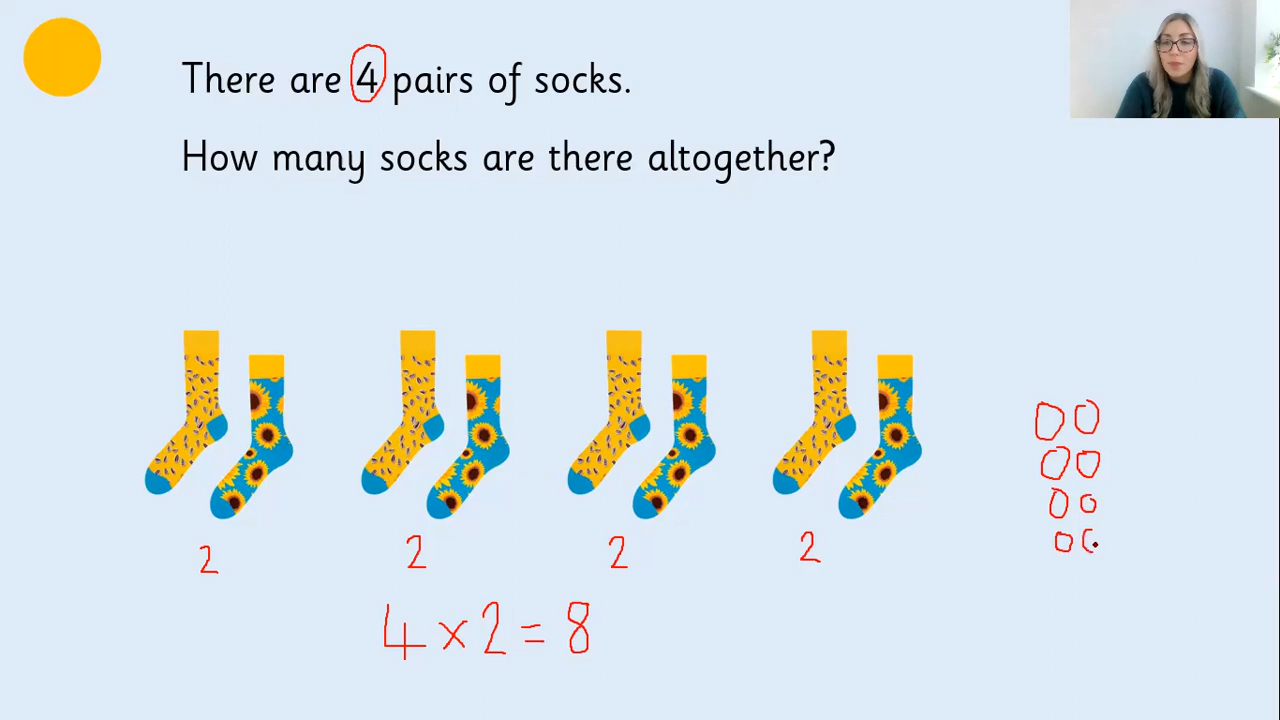 There are 4 pairs of socks.
How many socks are there altogether?
2 2 2 2
4 × 2 = 8